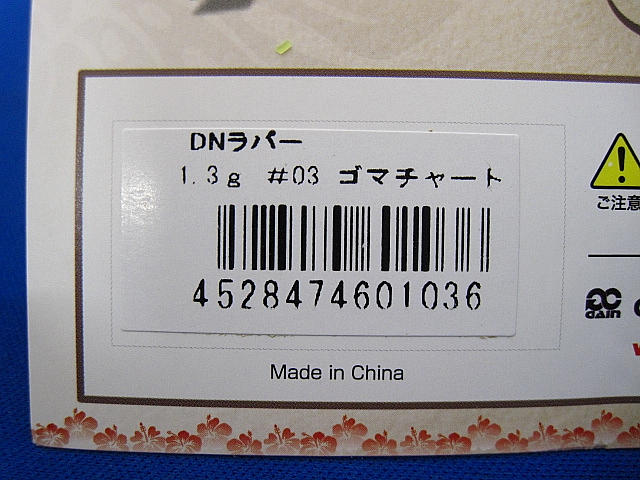 DNラバー
1.3g #03 ゴマチャート
4528474601036
Made in China
ご注意
DAIN